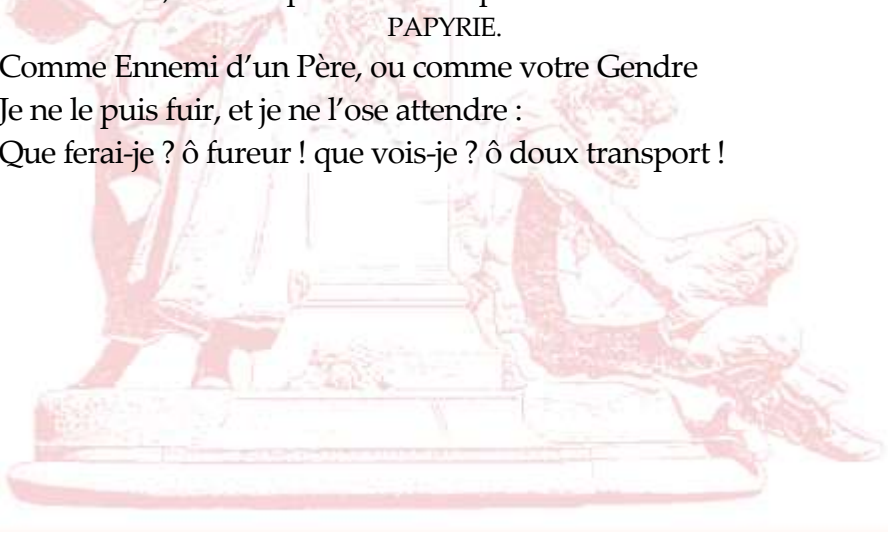 PAPYRIE.
Comme Ennemi d’un Père, ou comme votre Gendre
Je ne le puis fuir, et je ne l’ose attendre :
Que ferai-je ? ô fureur ! que vois-je ? ô doux transport !